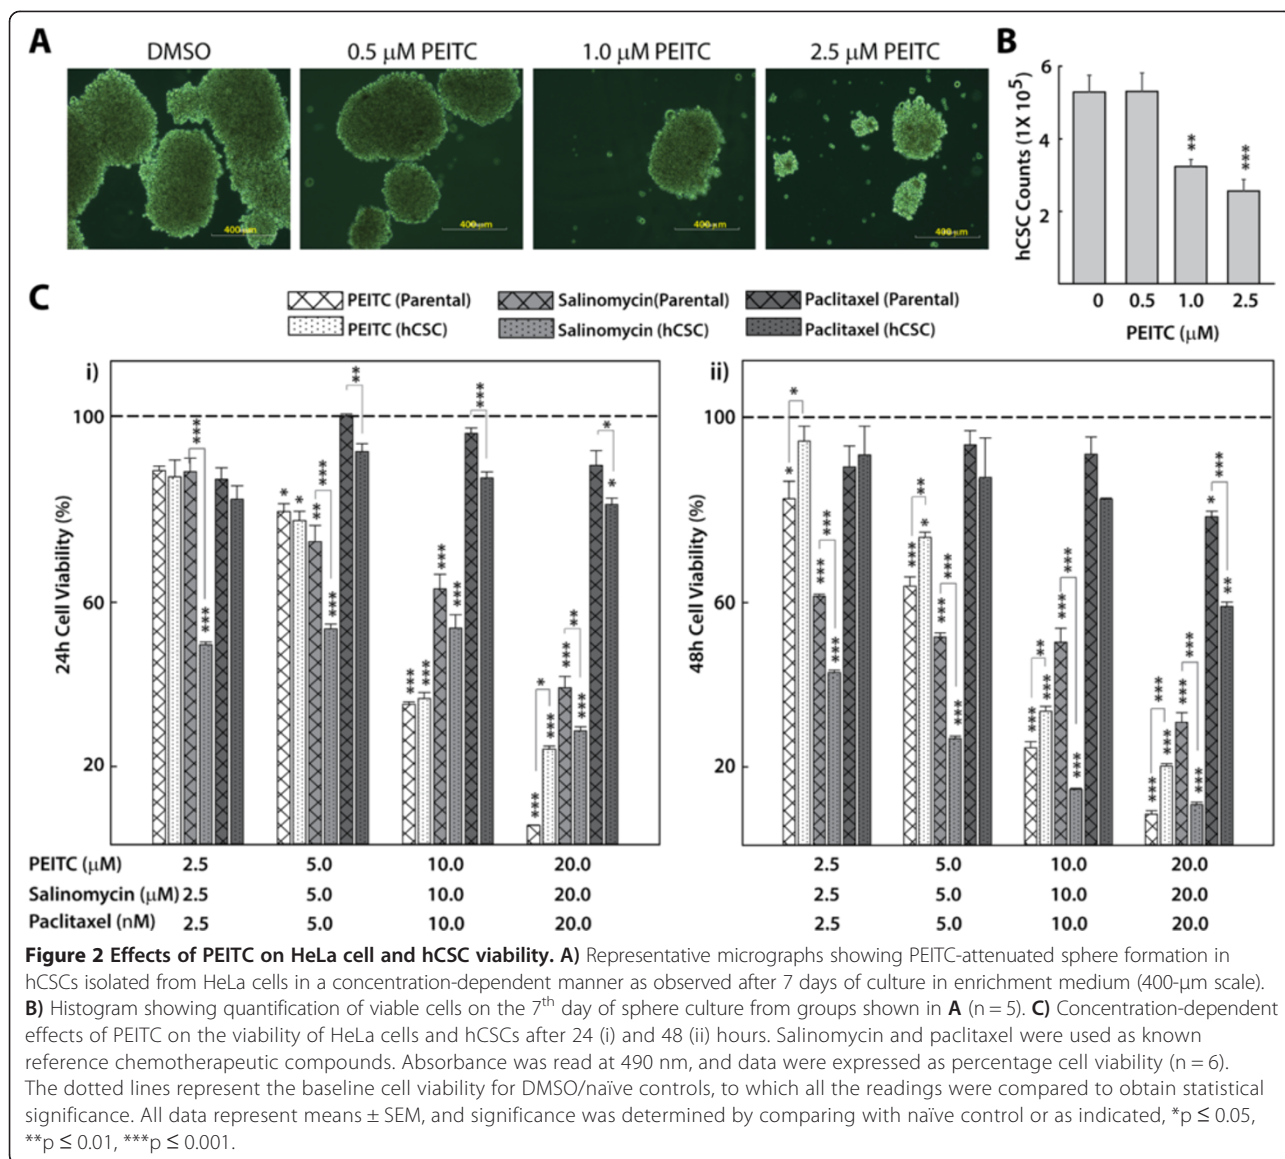 A
DMSO
0.5 μM PEITC
1.0 μM PEITC
2.5 μM PEITC
400-μm
400-μm
400-μm
400-μm
B
hCSC Counts (1X 10⁵)
6
4
2
**
***
0
0.5
1.0
2.5
PEITC (μM)
C
PEITC (Parental)
Salinomycin(Parental)
Paclitaxel (Parental)
PEITC (hCSC)
Salinomycin (hCSC)
Paclitaxel (hCSC)
i)
24h Cell Viability (%)
100
60
20
***
***
*
*
**
***
***
**
***
***
***
***
***
***
*
***
***
**
***
*
*
ii)
48h Cell Viability (%)
100
60
20
*
*
***
***
***
***
**
*
***
***
***
***
**
***
***
***
***
***
***
***
***
***
***
*
***
**
PEITC (μM) 2.5 5.0 10.0 20.0 2.5 5.0 10.0 20.0
Salinomycin (μM) 2.5 5.0 10.0 20.0 2.5 5.0 10.0 20.0
Paclitaxel (nM) 2.5 5.0 10.0 20.0 2.5 5.0 10.0 20.0
Figure 2 Effects of PEITC on HeLa cell and hCSC viability. A) Representative micrographs showing PEITC-attenuated sphere formation in
hCSCs isolated from HeLa cells in a concentration-dependent manner as observed after 7 days of culture in enrichment medium (400-μm scale).
B) Histogram showing quantification of viable cells on the 7th day of sphere culture from groups shown in A (n = 5). C) Concentration-dependent
effects of PEITC on the viability of HeLa cells and hCSCs after 24 (i) and 48 (ii) hours. Salinomycin and paclitaxel were used as known
reference chemotherapeutic compounds. Absorbance was read at 490 nm, and data were expressed as percentage cell viability (n = 6).
The dotted lines represent the baseline cell viability for DMSO/naïve controls, to which all the readings were compared to obtain statistical
significance. All data represent means ± SEM, and significance was determined by comparing with naïve control or as indicated, *p ≤ 0.05,
**p ≤ 0.01, ***p ≤ 0.001.